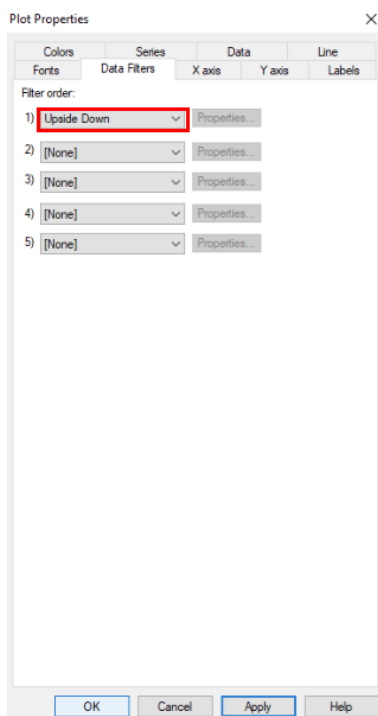 Plot Properties
Colors Series Data Line
Fonts Data Filters X axis Y axis Labels
Filter order:
1) Upside Down Properties...
2) [None] Properties...
3) [None] Properties...
4) [None] Properties...
5) [None] Properties...
OK Cancel Apply Help